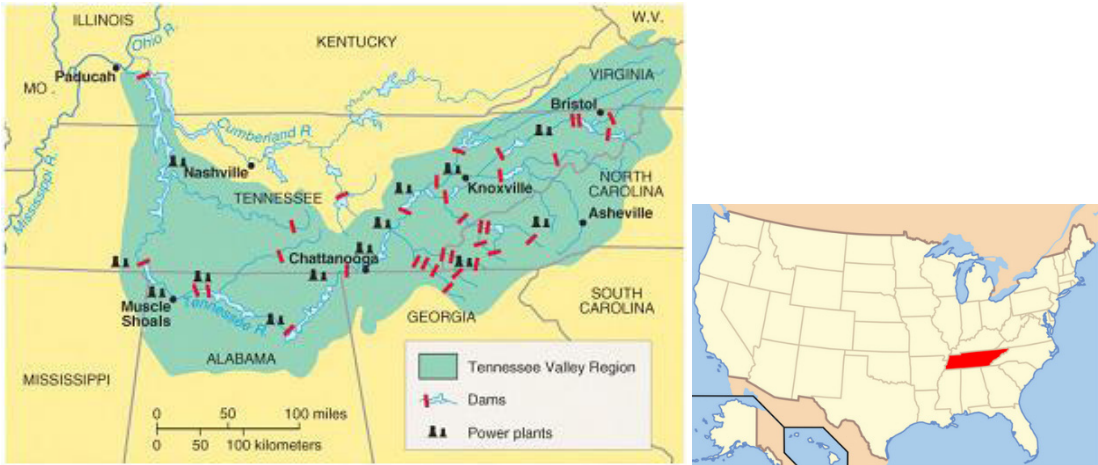 ILLINOIS
Ohio R.
W.V.
KENTUCKY
Paducah
MO.
VIRGINIA
Bristol
Cumberland R.
Mississippi R.
Nashville
TENNESSEE
Knoxville
NORTH
CAROLINA
Asheville
Chattanooga
Muscle
Shoals
Tennessee R.
SOUTH
CAROLINA
GEORGIA
ALABAMA
MISSISSIPPI
Tennessee Valley Region
Dams
Power plants
0 50 100 miles
0 50 100 kilometers